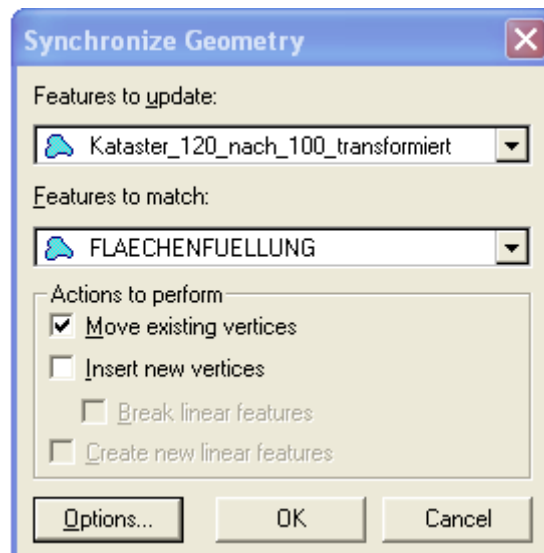 Synchronize Geometry
Features to update:
Kataster_120_nach_100_transformiert
Features to match:
FLAECHENFUELLUNG
Actions to perform
Move existing vertices
Insert new vertices
Break linear features
Create new linear features
Options... OK Cancel